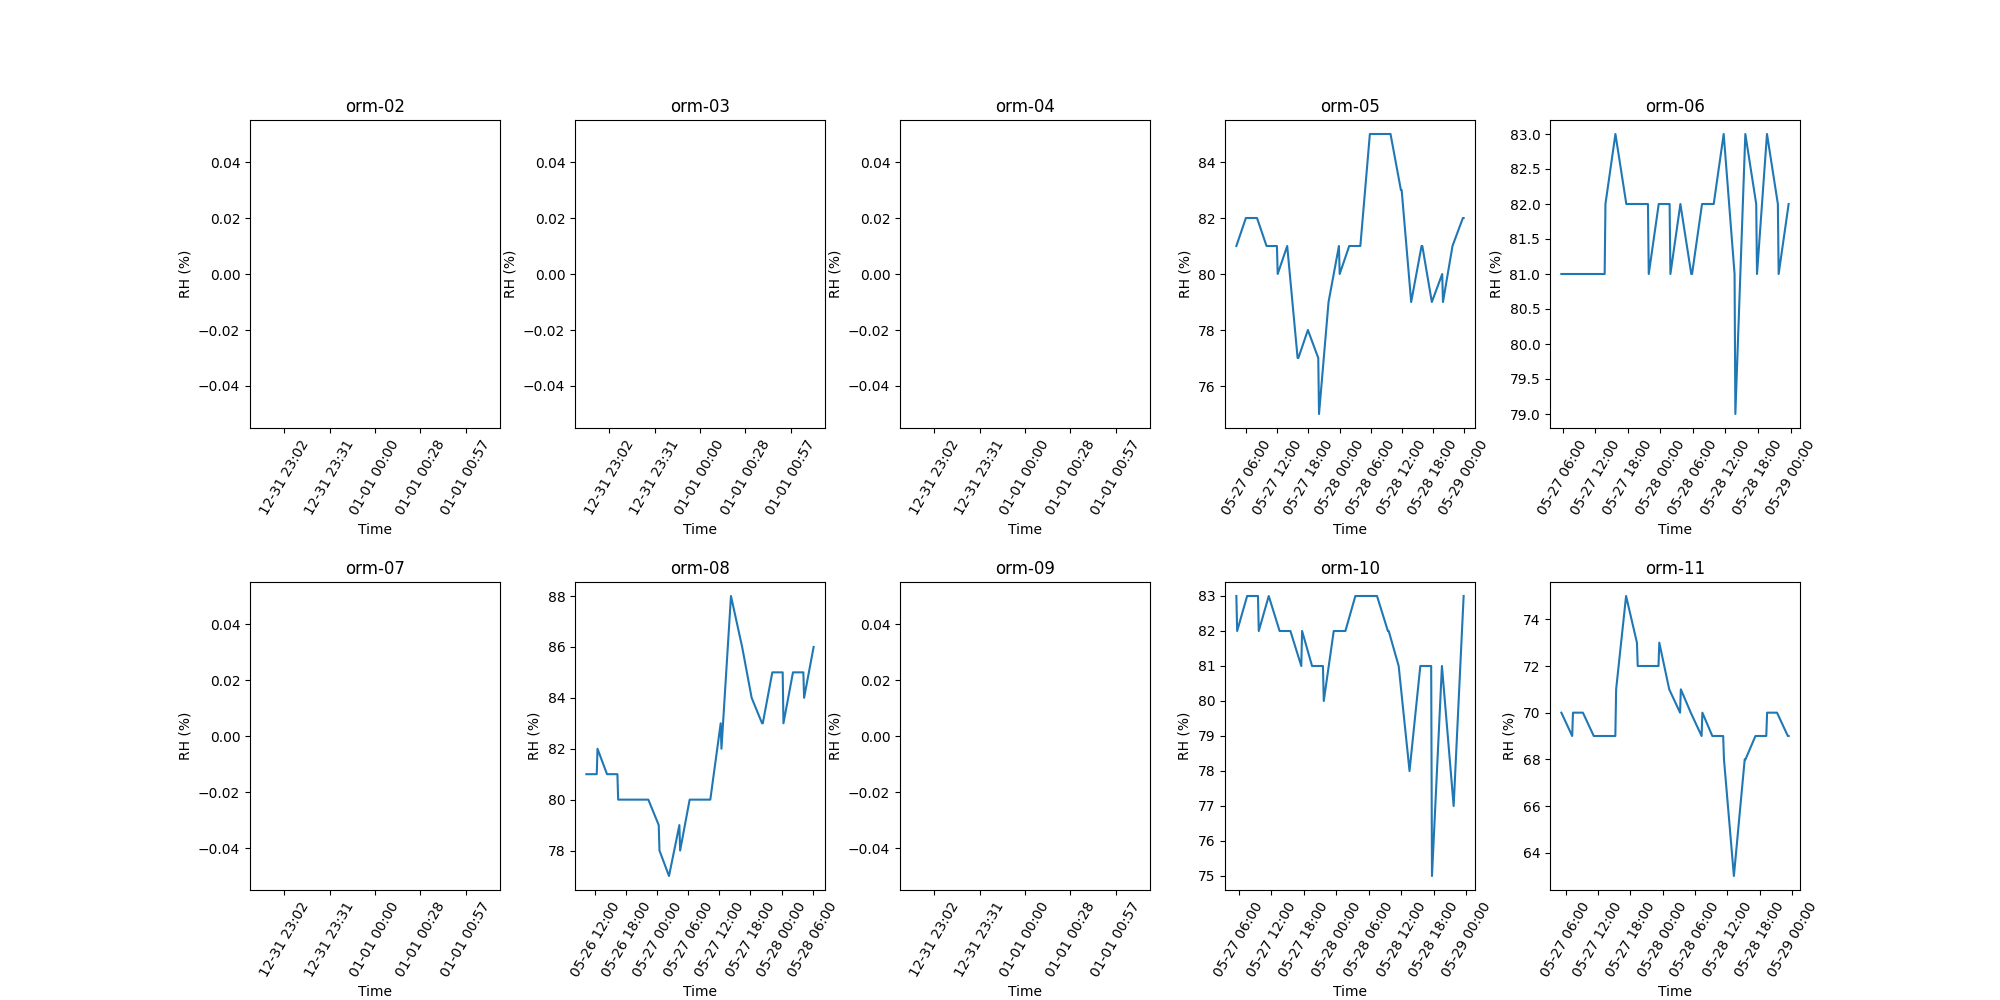 orm-02 orm-03 orm-04 orm-05 orm-06
RH (%)
0.04
0.02
0.00
−0.02
−0.04
12-31 23:02 12-31 23:31 01-01 00:00 01-01 00:28 01-01 00:57
Time
RH (%)
0.04
0.02
0.00
−0.02
−0.04
12-31 23:02 12-31 23:31 01-01 00:00 01-01 00:28 01-01 00:57
Time
RH (%)
0.04
0.02
0.00
−0.02
−0.04
12-31 23:02 12-31 23:31 01-01 00:00 01-01 00:28 01-01 00:57
Time
RH (%)
84
82
80
78
76
05-27 06:00 05-27 12:00 05-27 18:00 05-28 00:00 05-28 06:00 05-28 12:00 05-28 18:00 05-29 00:00
Time
RH (%)
83.0
82.5
82.0
81.5
81.0
80.5
80.0
79.5
79.0
05-27 06:00 05-27 12:00 05-27 18:00 05-28 00:00 05-28 06:00 05-28 12:00 05-28 18:00 05-29 00:00
Time
orm-07 orm-08 orm-09 orm-10 orm-11
RH (%)
0.04
0.02
0.00
−0.02
−0.04
12-31 23:02 12-31 23:31 01-01 00:00 01-01 00:28 01-01 00:57
Time
RH (%)
88
86
84
82
80
78
05-26 12:00 05-26 18:00 05-27 00:00 05-27 06:00 05-27 12:00 05-27 18:00 05-28 00:00 05-28 06:00
Time
RH (%)
0.04
0.02
0.00
−0.02
−0.04
12-31 23:02 12-31 23:31 01-01 00:00 01-01 00:28 01-01 00:57
Time
RH (%)
83
82
81
80
79
78
77
76
75
05-27 06:00 05-27 12:00 05-27 18:00 05-28 00:00 05-28 06:00 05-28 12:00 05-28 18:00 05-29 00:00
Time
RH (%)
74
72
70
68
66
64
05-27 06:00 05-27 12:00 05-27 18:00 05-28 00:00 05-28 06:00 05-28 12:00 05-28 18:00 05-29 00:00
Time